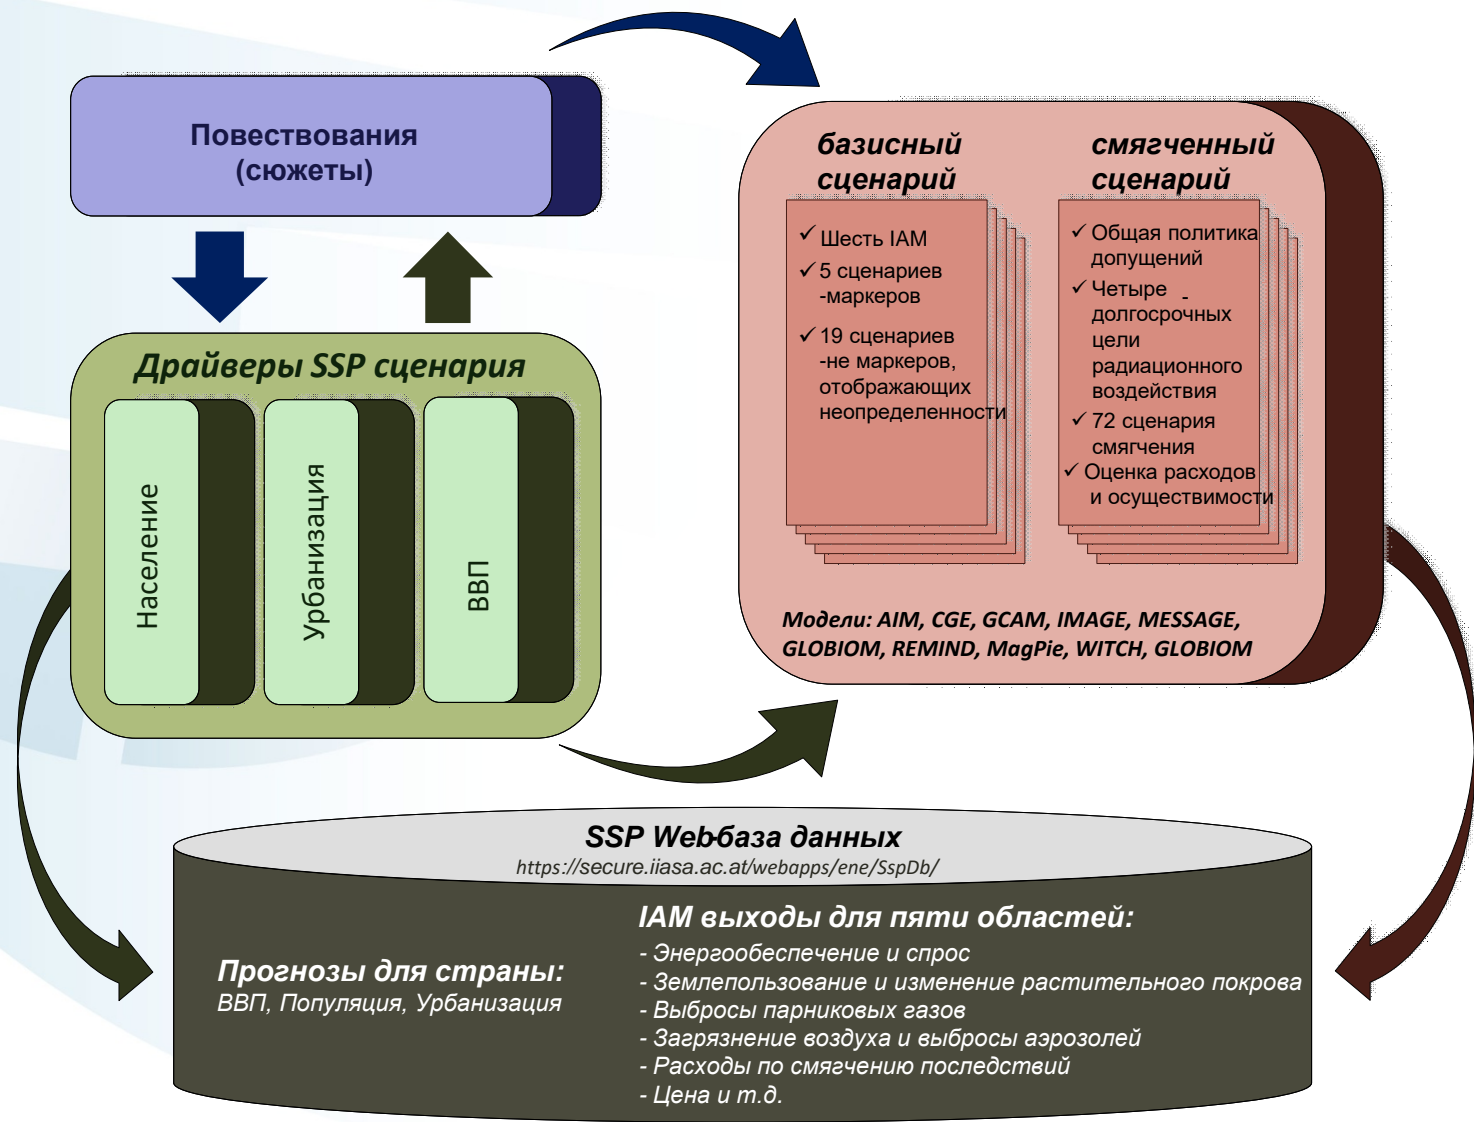 Повествования
(сюжеты)
Драйверы SSP сценария
Население
Урбанизация
ВВП
базисный
сценарий
✓ Шесть IAM
✓ 5 сценариев
-маркеров
✓ 19 сценариев
-не маркеров,
отображающих
неопределенности
смягченный
сценарий
✓ Общая политика
допущений
✓ Четыре -
долгосрочных
цели
радиационного
воздействия
✓ 72 сценария
смягчения
✓ Оценка расходов
и осуществимости
Модели: AIM, CGE, GCAM, IMAGE, MESSAGE,
GLOBIOM, REMIND, MagPie, WITCH, GLOBIOM
SSP Web-база данных
https://secure.iiasa.ac.at/webapps/ene/SspDb/
Прогнозы для страны:
ВВП, Популяция, Урбанизация
IAM выходы для пяти областей:
- Энергообеспечение и спрос
- Землепользование и изменение растительного покрова
- Выбросы парниковых газов
- Загрязнение воздуха и выбросы аэрозолей
- Расходы по смягчению последствий
- Цена и т.д.